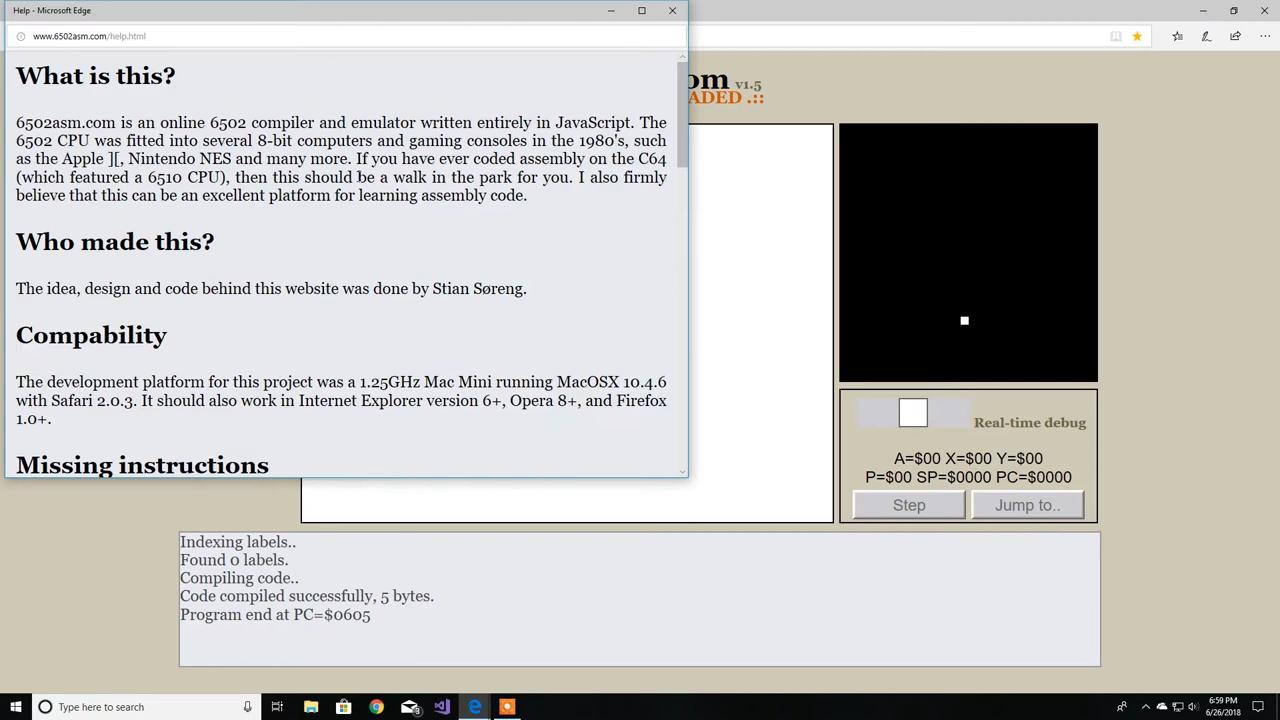 Help - Microsoft Edge
www.6502asm.com/help.html
What is this?
6502asm.com is an online 6502 compiler and emulator written entirely in JavaScript. The
6502 CPU was fitted into several 8-bit computers and gaming consoles in the 1980's, such
as the Apple ][, Nintendo NES and many more. If you have ever coded assembly on the C64
(which featured a 6510 CPU), then this should be a walk in the park for you. I also firmly
believe that this can be an excellent platform for learning assembly code.
Who made this?
The idea, design and code behind this website was done by Stian Søreng.
Compability
The development platform for this project was a 1.25GHz Mac Mini running MacOSX 10.4.6
with Safari 2.0.3. It should also work in Internet Explorer version 6+, Opera 8+, and Firefox
1.0+.
Missing instructions
om v1.5
ADED .::
Real-time debug
A=$00 X=$00 Y=$00
P=$00 SP=$0000 PC=$0000
Step
Jump to..
Indexing labels..
Found 0 labels.
Compiling code..
Code compiled successfully, 5 bytes.
Program end at PC=$0605
Type here to search
3
6:59 PM
6/26/2018